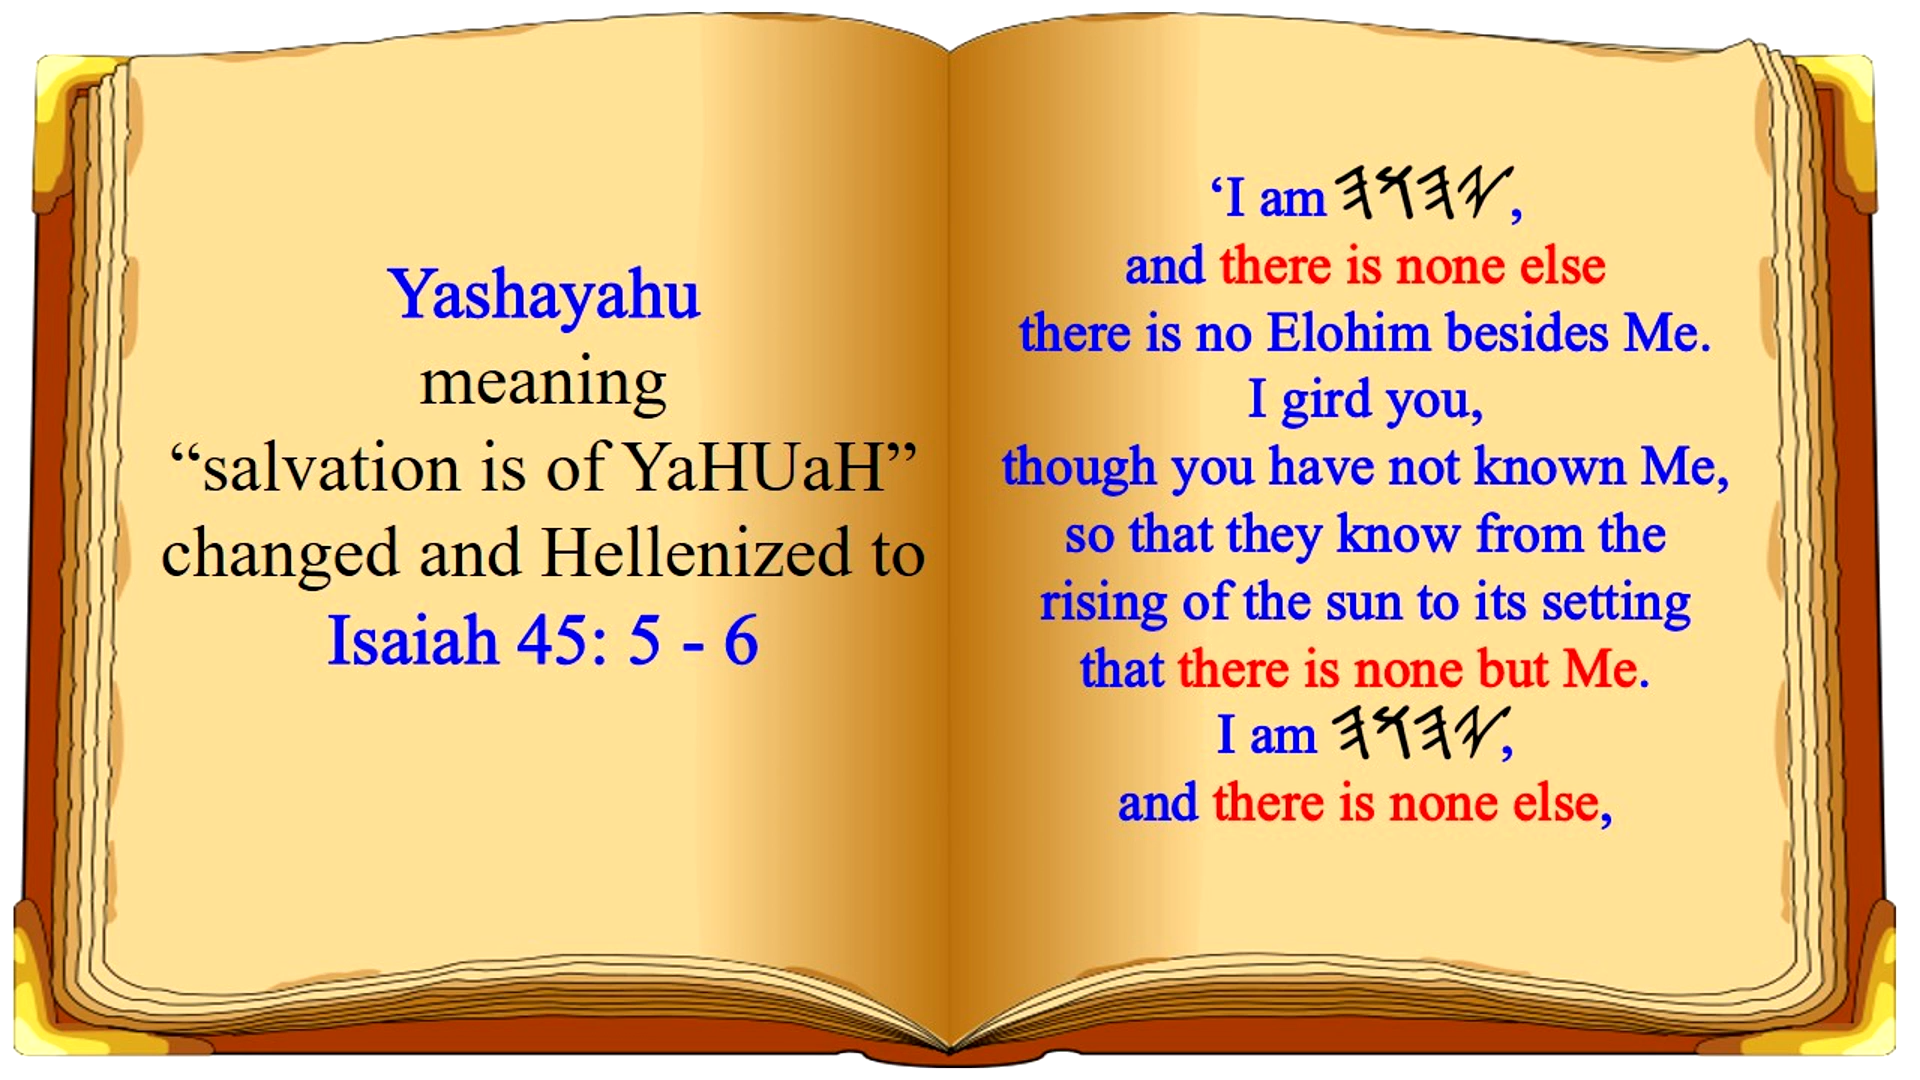 Yashayahu
meaning
“salvation is of YaHUaH”
changed and Hellenized to
Isaiah 45: 5 - 6
‘I am 𐤉𐤄𐤅𐤄,
and there is none else
there is no Elohim besides Me.
I gird you,
though you have not known Me,
so that they know from the
rising of the sun to its setting
that there is none but Me.
I am 𐤉𐤄𐤅𐤄,
and there is none else,